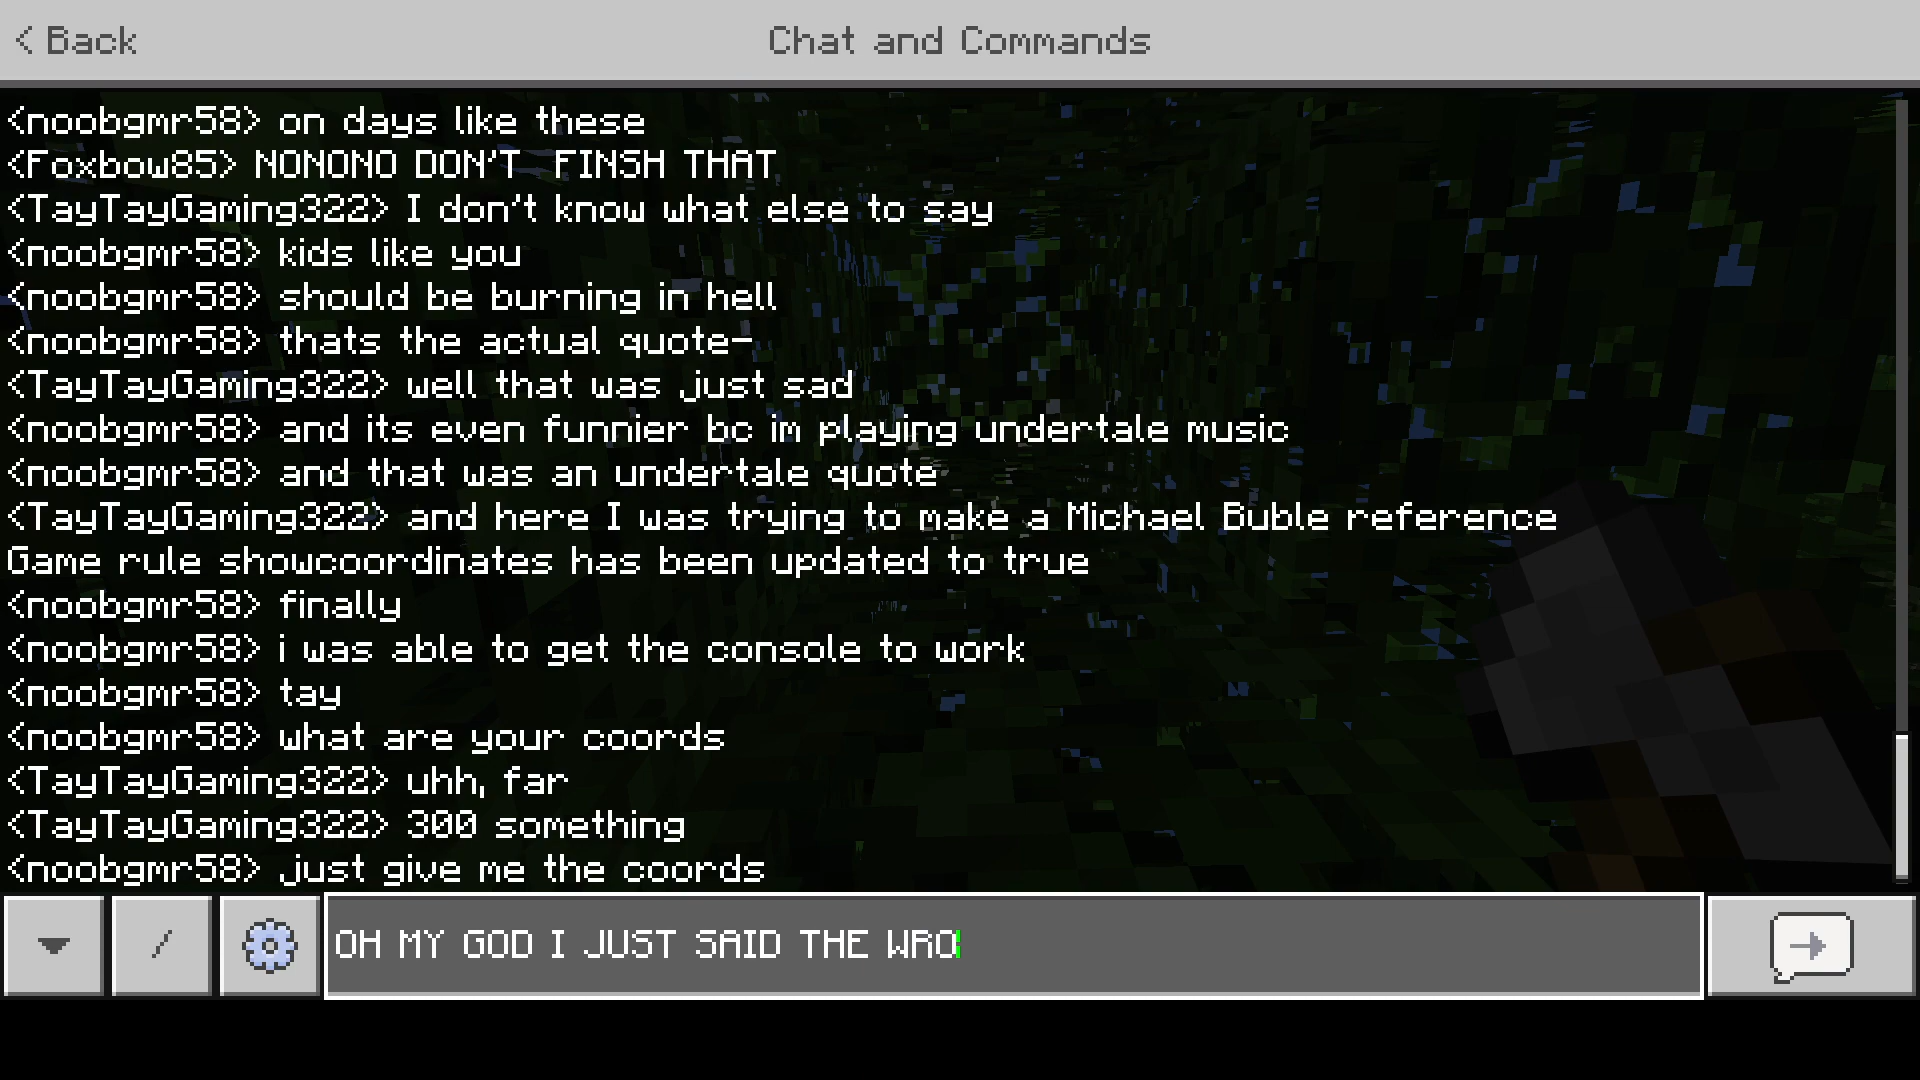 Back
Chat and Commands
<noobgmr58> on days like these
<Foxbow85> NONONO DON'T  FINSH THAT
<TayTayGaming322> I don't know what else to say
<noobgmr58> kids like you
<noobgmr58> should be burning in hell
<noobgmr58> thats the actual quote-
<TayTayGaming322> well that was just sad
<noobgmr58> and its even funnier bc im playing undertale music
<noobgmr58> and that was an undertale quote
<TayTayGaming322> and here I was trying to make a Michael Buble reference
Game rule showcoordinates has been updated to true
<noobgmr58> finally
<noobgmr58> i was able to get the console to work
<noobgmr58> tay
<noobgmr58> what are your coords
<TayTayGaming322> uhh, far
<TayTayGaming322> 300 something
<noobgmr58> just give me the coords
/
OH MY GOD I JUST SAID THE WRO